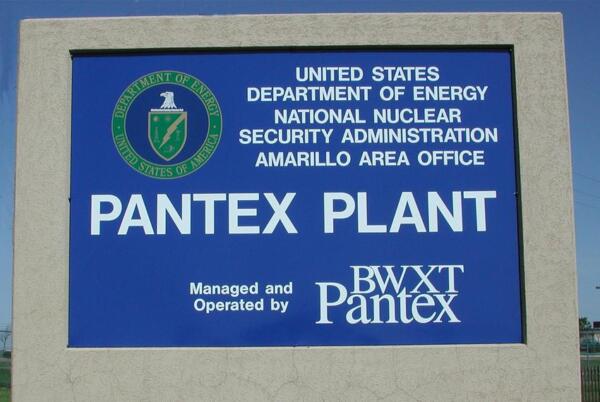 DEPARTMENT OF ENERGY
UNITED STATES OF AMERICA
UNITED STATES
DEPARTMENT OF ENERGY
NATIONAL NUCLEAR
SECURITY ADMINISTRATION
AMARILLO AREA OFFICE
PANTEX PLANT
Managed and
Operated by
BWXT
Pantex